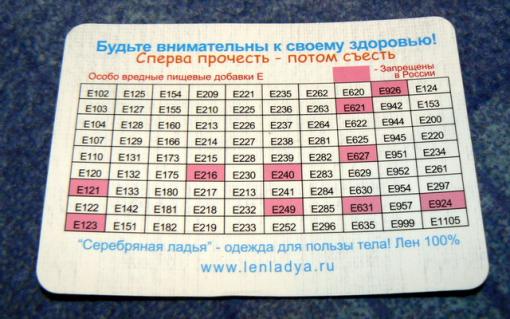 Будьте внимательны к своему здоровью!
Сперва прочесть - потом съесть
Особо вредные пищевые добавки Е - Запрещены в России
E102 E125 E154 E209 E221 E235 E262 E620 E926 E124
E103 E127 E155 E210 E225 E236 E263 E621 E942 E153
E104 E128 E160 E213 E226 E237 E264 E622 E944 E200
E107 E129 E166 E214 E227 E238 E281 E625 E945 E220
E110 E131 E173 E215 E228 E239 E282 E627 E951 E234
E120 E132 E175 E216 E230 E240 E283 E629 E952 E239
E121 E133 E180 E217 E213 E241 E284 E630 E954 E297
E122 E142 E181 E218 E232 E249 E285 E631 E957 E924
E123 E151 E182 E219 E233 E252 E296 E635 E999 E1105
"Серебряная ладья" - одежда для пользы тела! Лен 100%
www.lenladya.ru